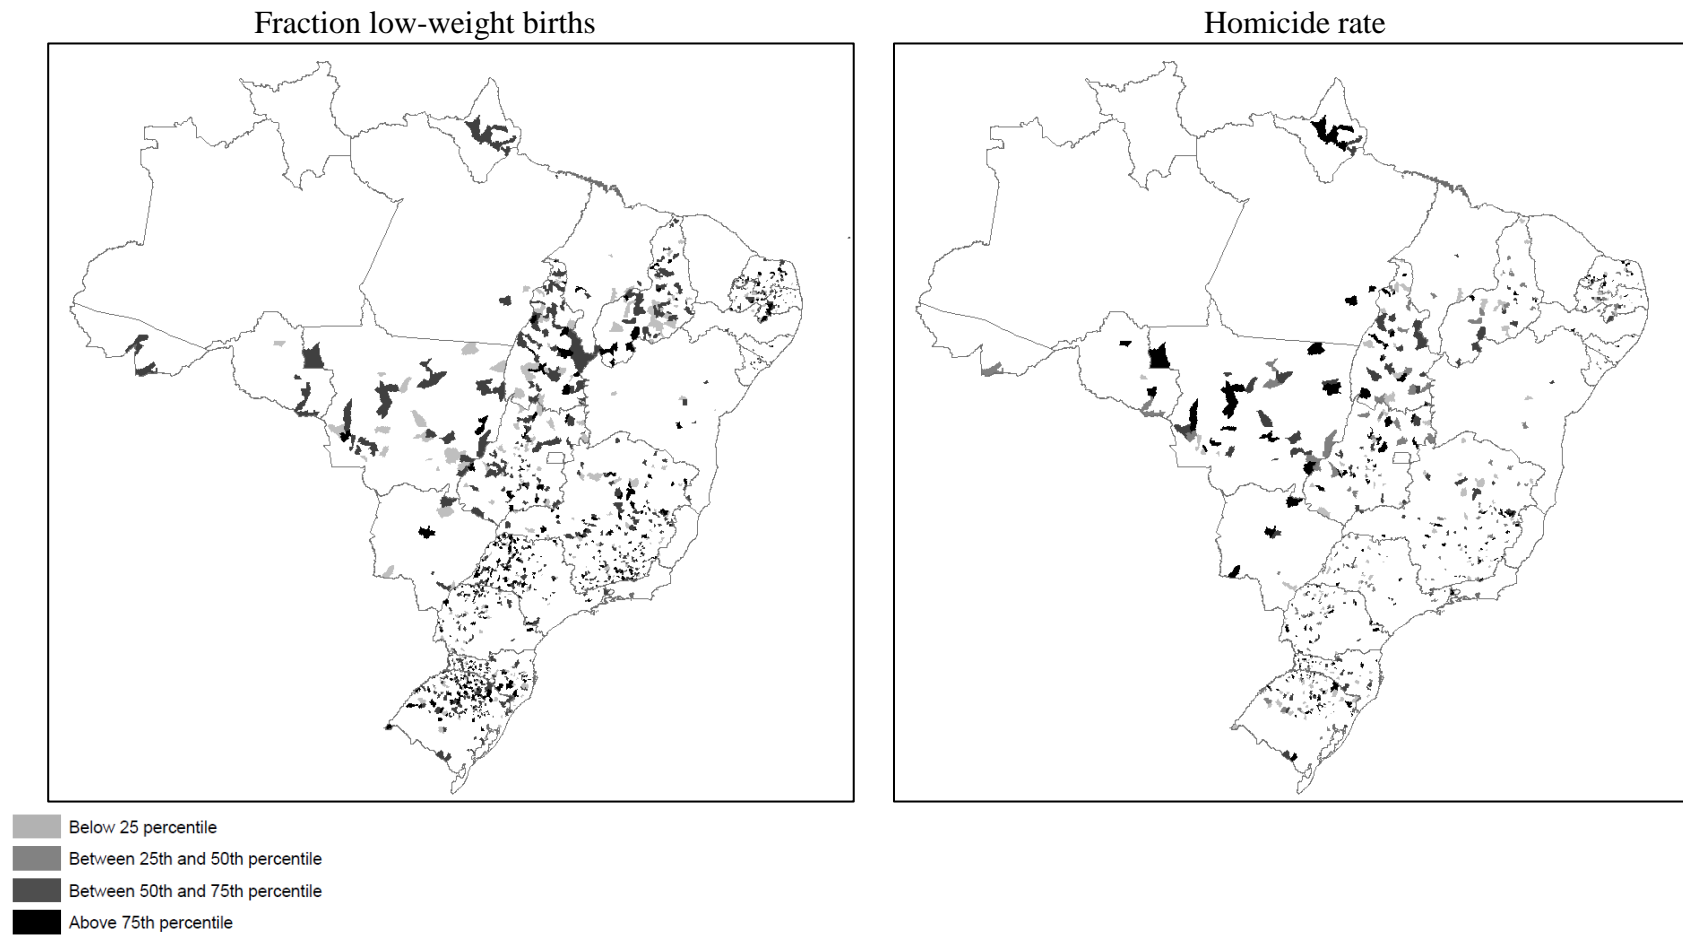 Fraction low-weight births
Homicide rate
Below 25 percentile
Between 25th and 50th percentile
Between 50th and 75th percentile
Above 75th percentile